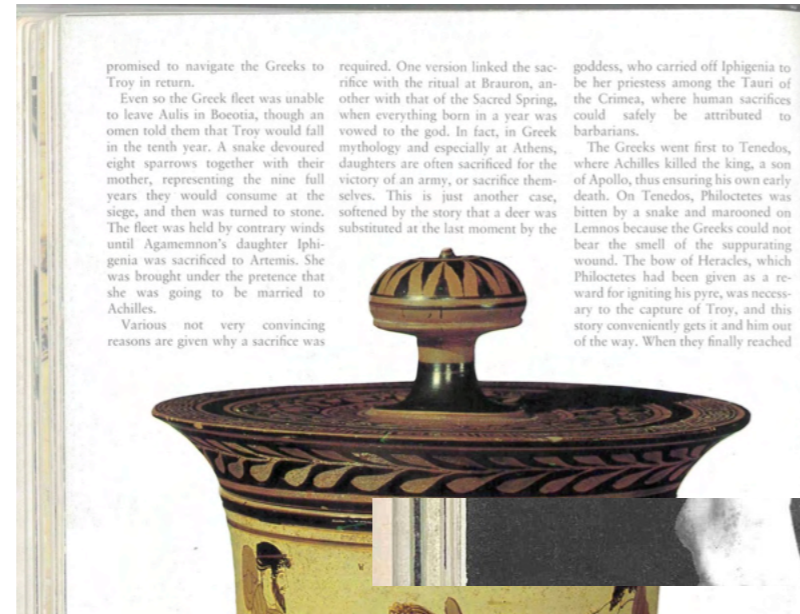 promised to navigate the Greeks to
Troy in return.
Even so the Greek fleet was unable
to leave Aulis in Boeotia, though an
omen told them that Troy would fall
in the tenth year. A snake devoured
eight sparrows together with their
mother, representing the nine full
years they would consume at the
siege, and then was turned to stone.
The fleet was held by contrary winds
until Agamemnon's daughter Iphi-
genia was sacrificed to Artemis. She
was brought under the pretence that
she was going to be married to
Achilles.
Various not very convincing
reasons are given why a sacrifice was
required. One version linked the sac-
rifice with the ritual at Brauron, an-
other with that of the Sacred Spring,
when everything born in a year was
vowed to the god. In fact, in Greek
mythology and especially at Athens,
daughters are often sacrificed for the
victory of an army, or sacrifice them-
selves. This is just another case,
softened by the story that a deer was
substituted at the last moment by the
goddess, who carried off Iphigenia to
be her priestess among the Tauri of
the Crimea, where human sacrifices
could safely be attributed to
barbarians.
The Greeks went first to Tenedos,
where Achilles killed the king, a son
of Apollo, thus ensuring his own early
death. On Tenedos, Philoctetes was
bitten by a snake and marooned on
Lemnos because the Greeks could not
bear the smell of the suppurating
wound. The bow of Heracles, which
Philoctetes had been given as a re-
ward for igniting his pyre, was necess-
ary to the capture of Troy, and this
story conveniently gets it and him out
of the way. When they finally reached